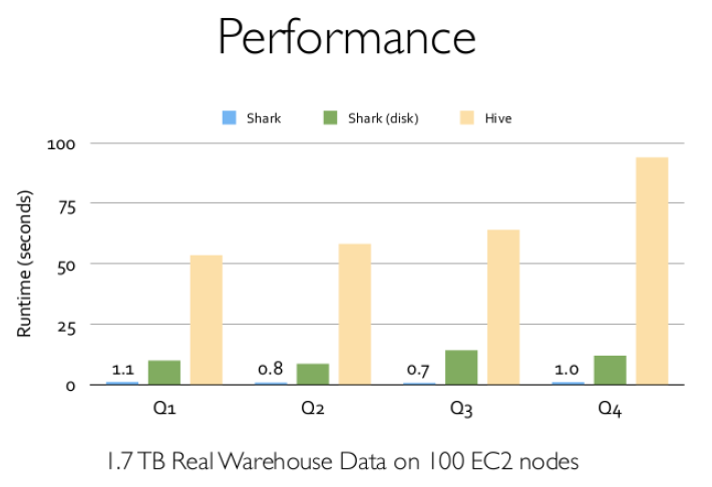 Performance
Shark Shark (disk) Hive
100
75
50
25
0
Runtime (seconds)
1.1 0.8 0.7 1.0
Q1 Q2 Q3 Q4
1.7 TB Real Warehouse Data on 100 EC2 nodes